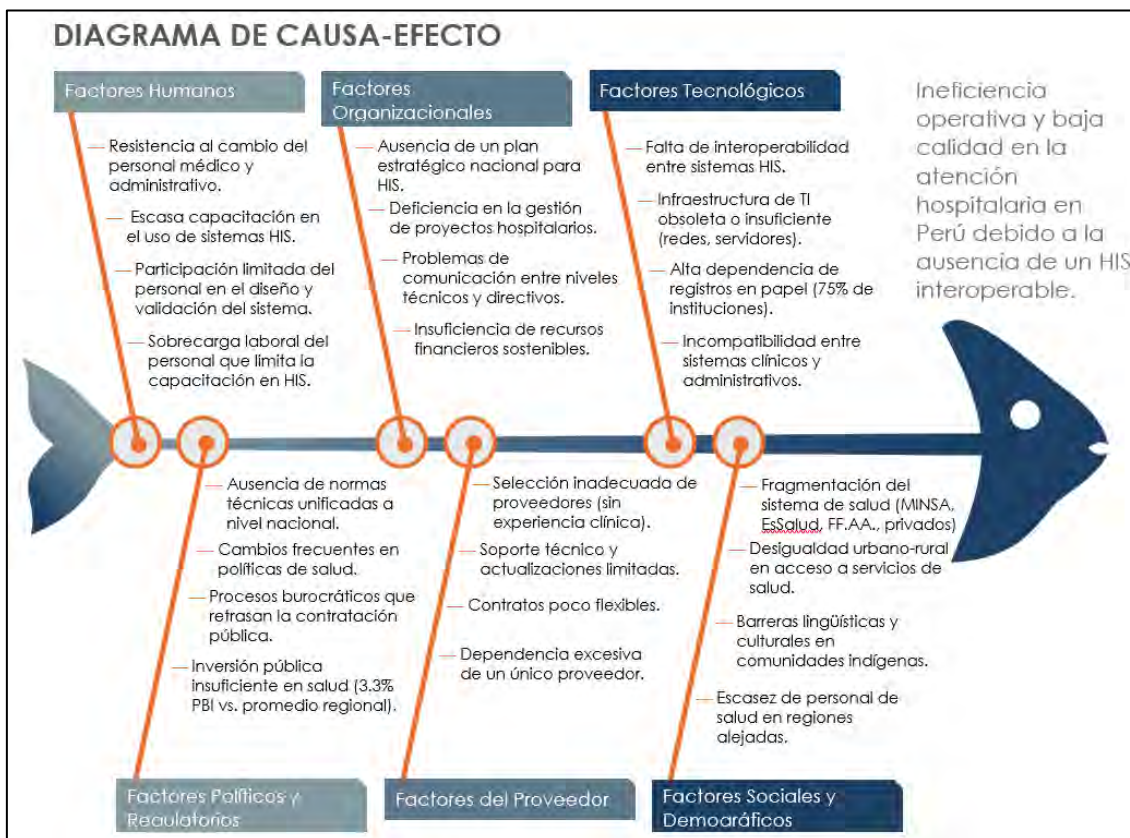 DIAGRAMA DE CAUSA-EFECTO
Factores Humanos
Resistencia al cambio del
personal médico y
administrativo.
Escasa capacitación en
el uso de sistemas HIS.
Participación limitada del
personal en el diseño y
validación del sistema.
Sobrecarga laboral del
personal que limita la
capacitación en HIS.
Factores
Organizacionales
Ausencia de un plan
estratégico nacional para
HIS.
Deficiencia en la gestión
de proyectos hospitalarios.
Problemas de
comunicación entre niveles
técnicos y directivos.
Insuficiencia de recursos
financieros sostenibles.
Factores Tecnológicos
Falta de interoperabilidad
entre sistemas HIS.
Infraestructura de TI
obsoleta o insuficiente
(redes, servidores).
Alta dependencia de
registros en papel (75% de
instituciones).
Incompatibilidad entre
sistemas clínicos y
administrativos.
Ineficiencia
operativa y baja
calidad en la
atención
hospitalaria en
Perú debido a la
ausencia de un HIS
interoperable.
Ausencia de normas
técnicas unificadas a
nivel nacional.
Cambios frecuentes en
políticas de salud.
Procesos burocráticos que
retrasan la contratación
pública.
Inversión pública
insuficiente en salud (3.3%
PBI vs. promedio regional).
Factores Políticos y
Regulatorios
Selección inadecuada de
proveedores (sin
experiencia clínica).
Soporte técnico y
actualizaciones limitadas.
Contratos poco flexibles.
Dependencia excesiva
de un único proveedor.
Factores del Proveedor
Fragmentación del
sistema de salud (MINSA,
EsSalud, FF.AA., privados)
Desigualdad urbano-rural
en acceso a servicios de
salud.
Barreras lingüísticas y
culturales en
comunidades indígenas.
Escasez de personal de
salud en regiones
alejadas.
Factores Sociales y
Demográficos